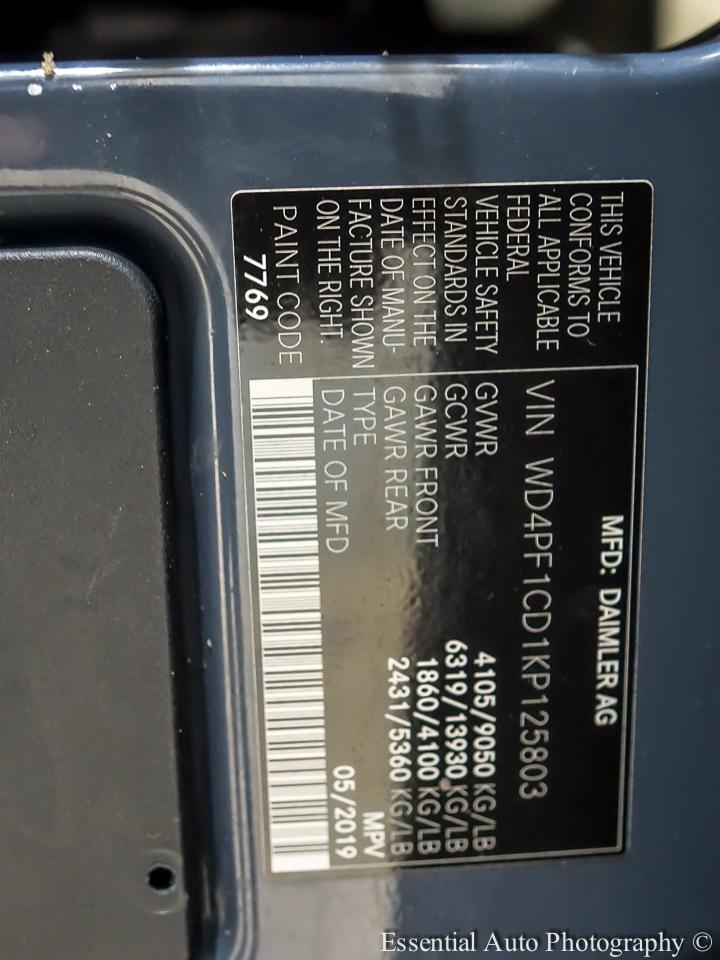 THIS VEHICLE
CONFORMS TO
ALL APPLICABLE
FEDERAL
VEHICLE SAFETY
STANDARDS IN
EFFECT ON THE
DATE OF MANU-
FACTURE SHOWN
ON THE RIGHT
PAINT CODE
7769
MFD: DAIMLER AG
VIN WD4PF1CD1KP125803
GVWR 4105/9050 KG/LB
GCWR 6319/13930 KG/LB
GAWR FRONT 1860/4100 KG/LB
GAWR REAR 2431/5360 KG/LB
TYPE MPV
DATE OF MFD 05/2019
Essential Auto Photography ©